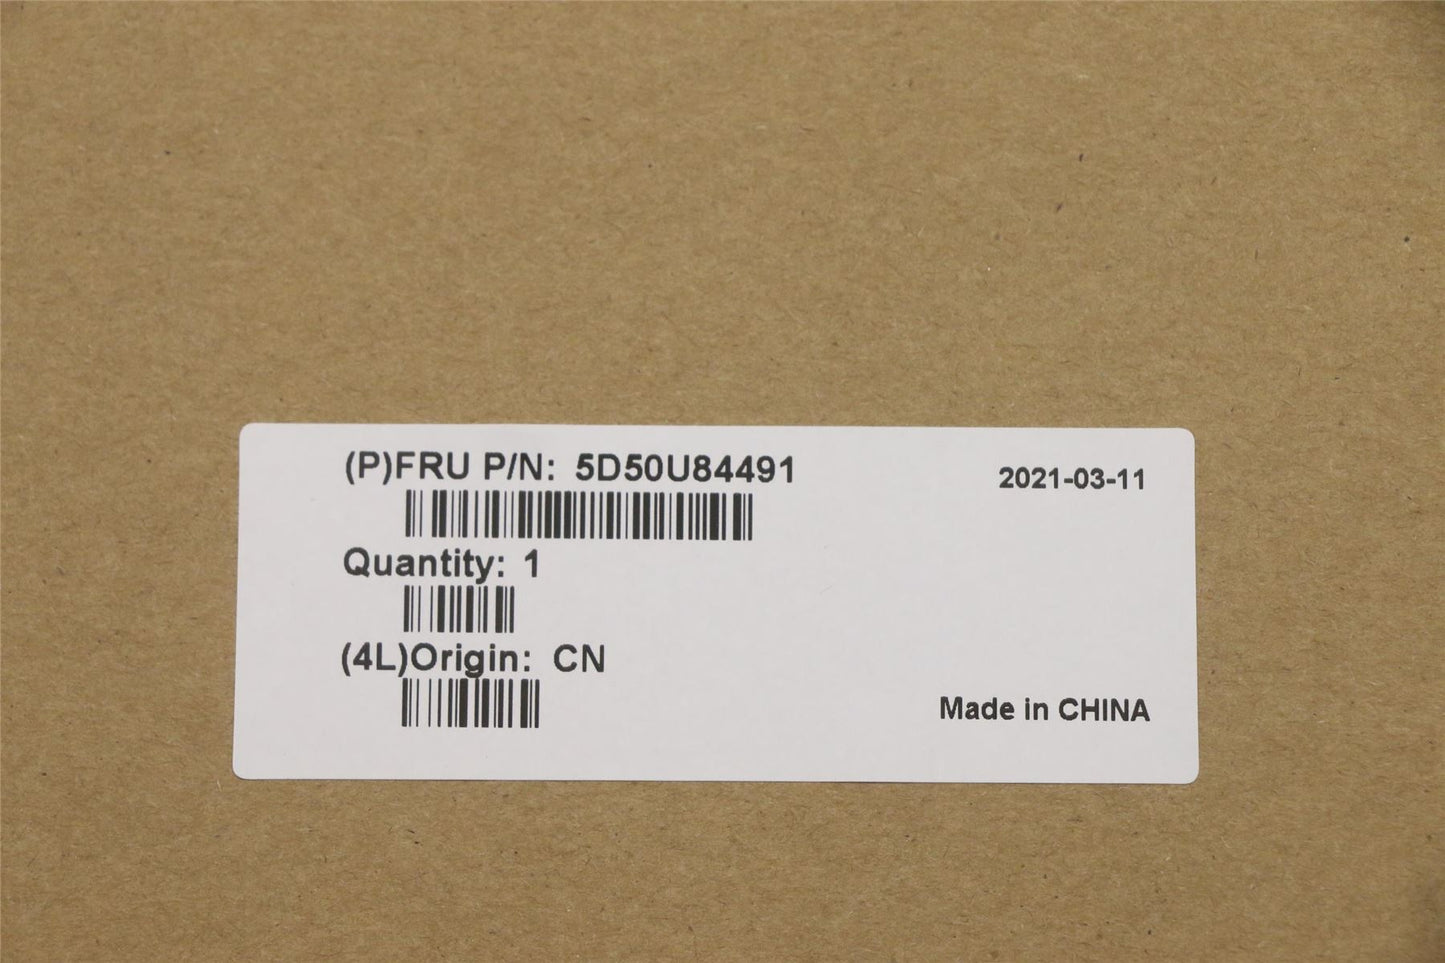 (P)FRU P/N: 5D50U84491
2021-03-11
Quantity: 1
(4L)Origin: CN
Made in CHINA